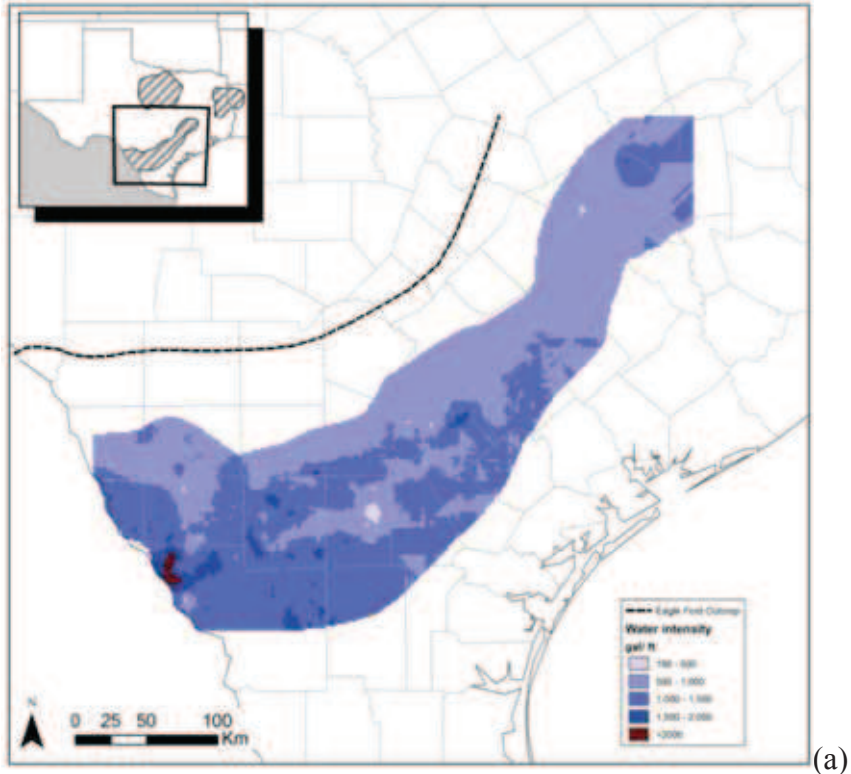 Eagle Ford Outcrop
Water intensity
gal/ ft
500 - 1,000
1,000 - 1,500
1,500 - 2,000
>2000
N
0 25 50 100
Km
(a)